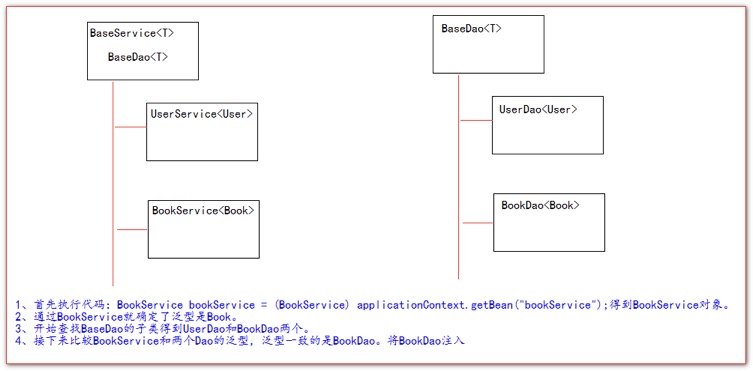 BaseService<T>
BaseDao<T>
UserService<User>
BookService<Book>
BaseDao<T>
UserDao<User>
BookDao<Book>
1、首先执行代码: BookService bookService = (BookService) applicationContext.getBean("bookService");得到BookService对象。
2、通过BookService就确定了泛型是Book。
3、开始查找BaseDao的子类得到UserDao和BookDao两个。
4、接下来比较BookService和两个Dao的泛型, 泛型一致的是BookDao。将BookDao注入